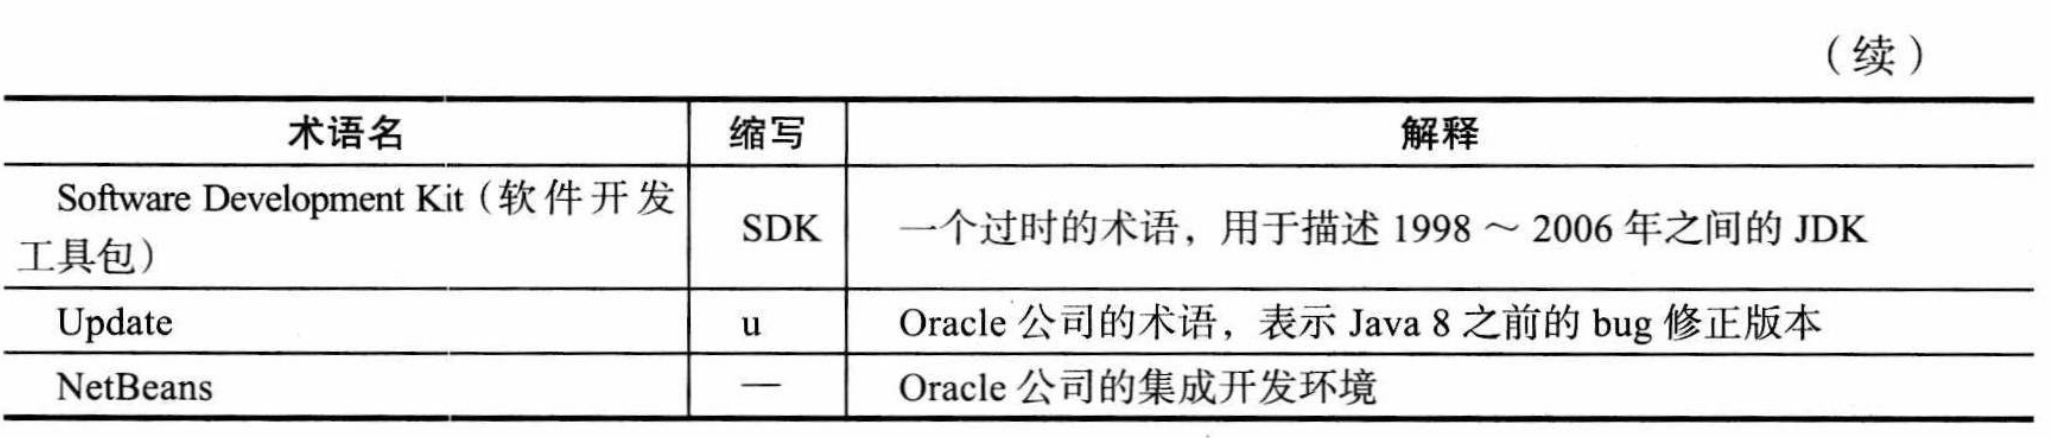 （续）
术语名 缩写 解释
Software Development Kit（软件开发
工具包） SDK 一个过时的术语，用于描述 1998～2006 年之间的 JDK
Update u Oracle 公司的术语，表示 Java 8 之前的 bug 修正版本
NetBeans — Oracle 公司的集成开发环境